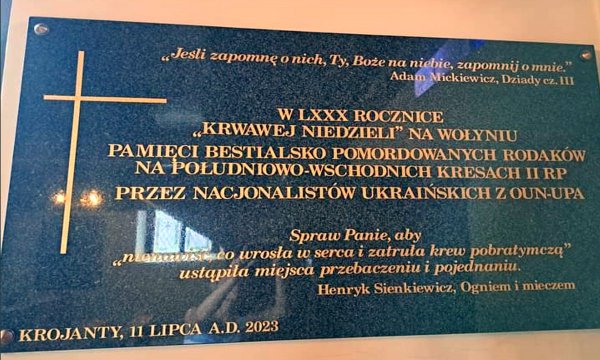 „Jeśli zapomnę o nich, Ty, Boże na niebie, zapomnij o mnie.”
Adam Mickiewicz, Dziady cz. III
W LXXX ROCZNICĘ
„KRWAWEJ NIEDZIELI” NA WOŁYNIU
PAMIĘCI BESTIALSKO POMORDOWANYCH RODAKÓW
NA POŁUDNIOWO-WSCHODNICH KRESACH II RP
PRZEZ NACJONALISTÓW UKRAIŃSKICH Z OUN-UPA
Spraw Panie, aby
„nienawiść, co wrosła w serca i zatruła krew pobratymczą”
ustąpiła miejsca przebaczeniu i pojednaniu.
Henryk Sienkiewicz, Ogniem i mieczem
KROJANTY, 11 LIPCA A.D. 2023